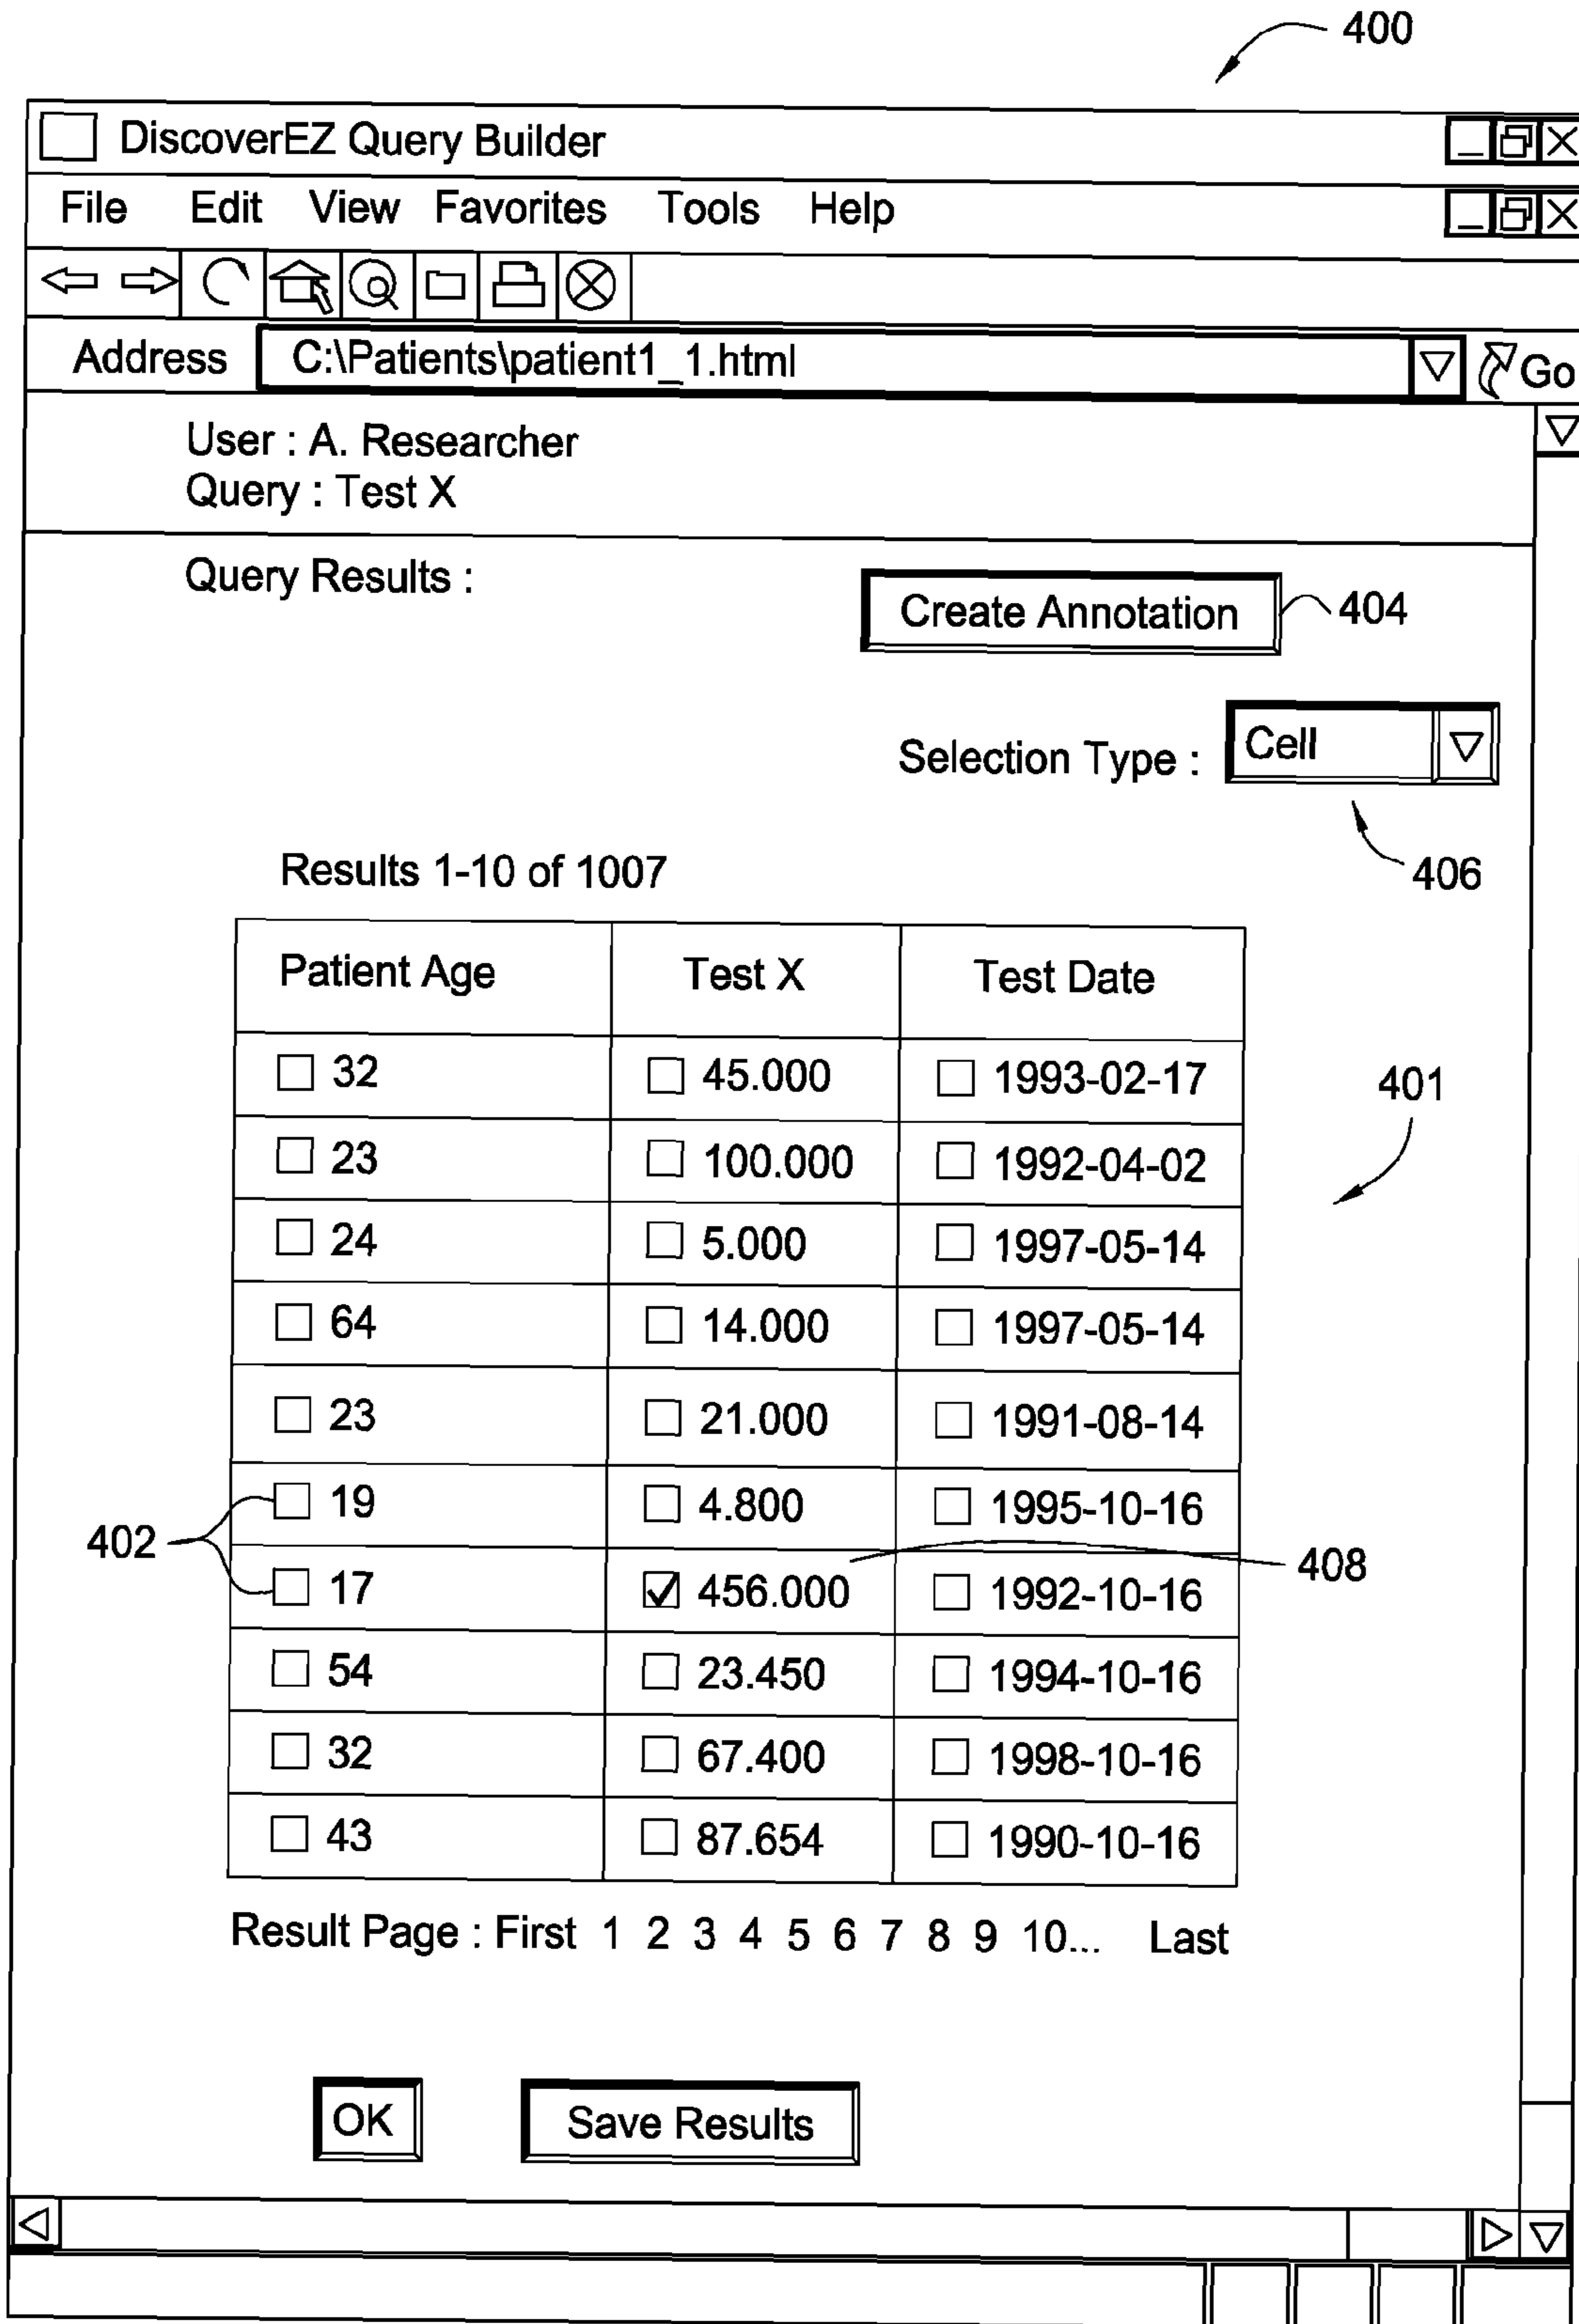 400
DiscoverEZ Query Builder
File Edit View Favorites Tools Help
Address C:\Patients\patient1_1.html Go
User : A. Researcher
Query : Test X
Query Results :
Create Annotation 404
Selection Type : Cell
406
Results 1-10 of 1007
Patient Age Test X Test Date
32 45.000 1993-02-17
401
23 100.000 1992-04-02
24 5.000 1997-05-14
64 14.000 1997-05-14
23 21.000 1991-08-14
19 4.800 1995-10-16
402
408
17 456.000 1992-10-16
54 23.450 1994-10-16
32 67.400 1998-10-16
43 87.654 1990-10-16
Result Page : First 1 2 3 4 5 6 7 8 9 10... Last
OK Save Results